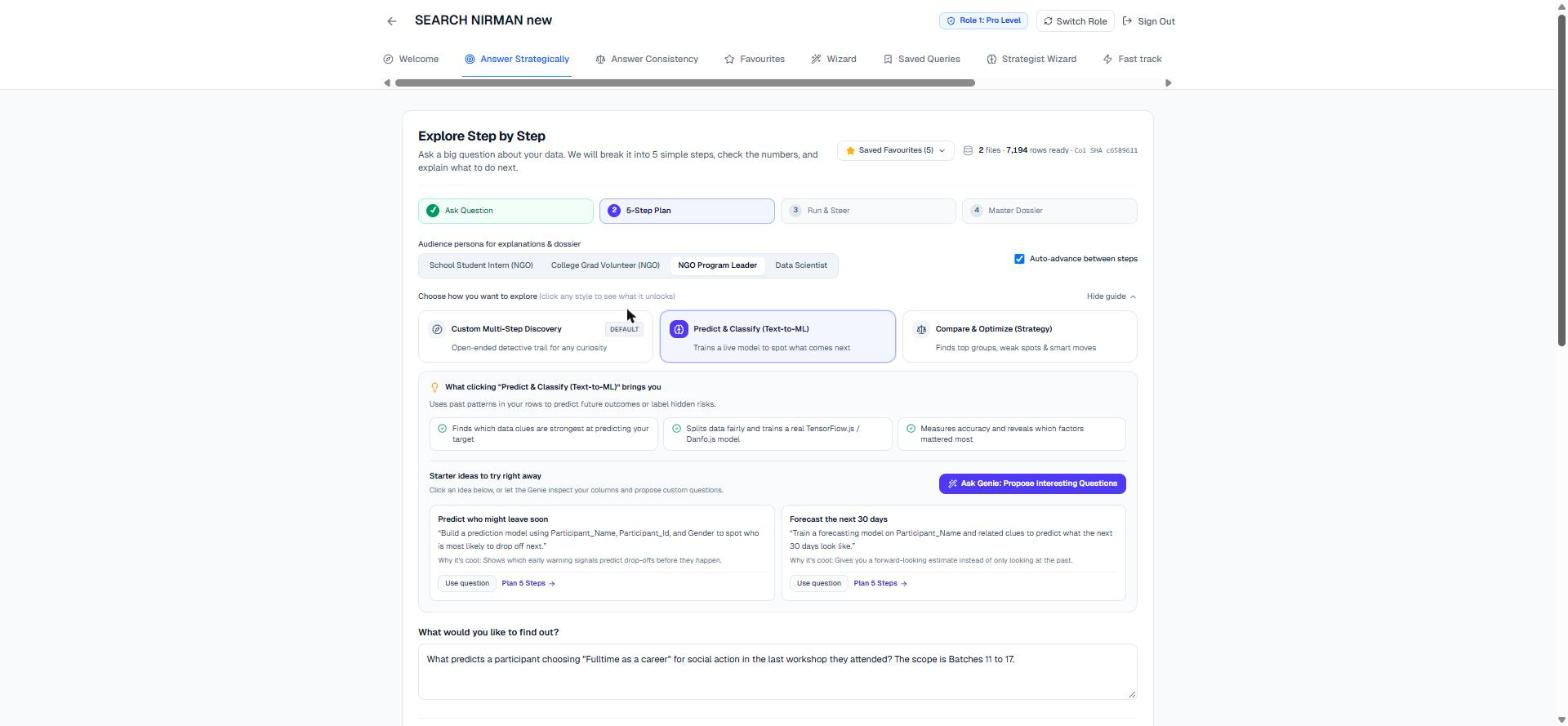 SEARCH NIRMAN new
Role 1: Pro Level
Switch Role
Sign Out
Welcome
Answer Strategically
Answer Consistency
Favourites
Wizard
Saved Queries
Strategist Wizard
Fast track
Explore Step by Step
Ask a big question about your data. We will break it into 5 simple steps, check the numbers, and
explain what to do next.
Saved Favourites (5)
2 files · 7,194 rows ready · Col SHA c6589611
Ask Question
2 5-Step Plan
3 Run & Steer
4 Master Dossier
Audience persona for explanations & dossier
School Student Intern (NGO)
College Grad Volunteer (NGO)
NGO Program Leader
Data Scientist
Auto-advance between steps
Choose how you want to explore (click any style to see what it unlocks)
Hide guide
Custom Multi-Step Discovery
DEFAULT
Open-ended detective trail for any curiosity
Predict & Classify (Text-to-ML)
Trains a live model to spot what comes next
Compare & Optimize (Strategy)
Finds top groups, weak spots & smart moves
What clicking "Predict & Classify (Text-to-ML)" brings you
Uses past patterns in your rows to predict future outcomes or label hidden risks.
Finds which data clues are strongest at predicting your
target
Splits data fairly and trains a real TensorFlow.js /
Danfo.js model
Measures accuracy and reveals which factors
mattered most
Starter ideas to try right away
Click an idea below, or let the Genie inspect your columns and propose custom questions.
Ask Genie: Propose Interesting Questions
Predict who might leave soon
"Build a prediction model using Participant_Name, Participant_Id, and Gender to spot who
is most likely to drop off next."
Why it's cool: Shows which early warning signals predict drop-offs before they happen.
Use question
Plan 5 Steps →
Forecast the next 30 days
"Train a forecasting model on Participant_Name and related clues to predict what the next
30 days look like."
Why it's cool: Gives you a forward-looking estimate instead of only looking at the past.
Use question
Plan 5 Steps →
What would you like to find out?
What predicts a participant choosing "Fulltime as a career" for social action in the last workshop they attended? The scope is Batches 11 to 17.